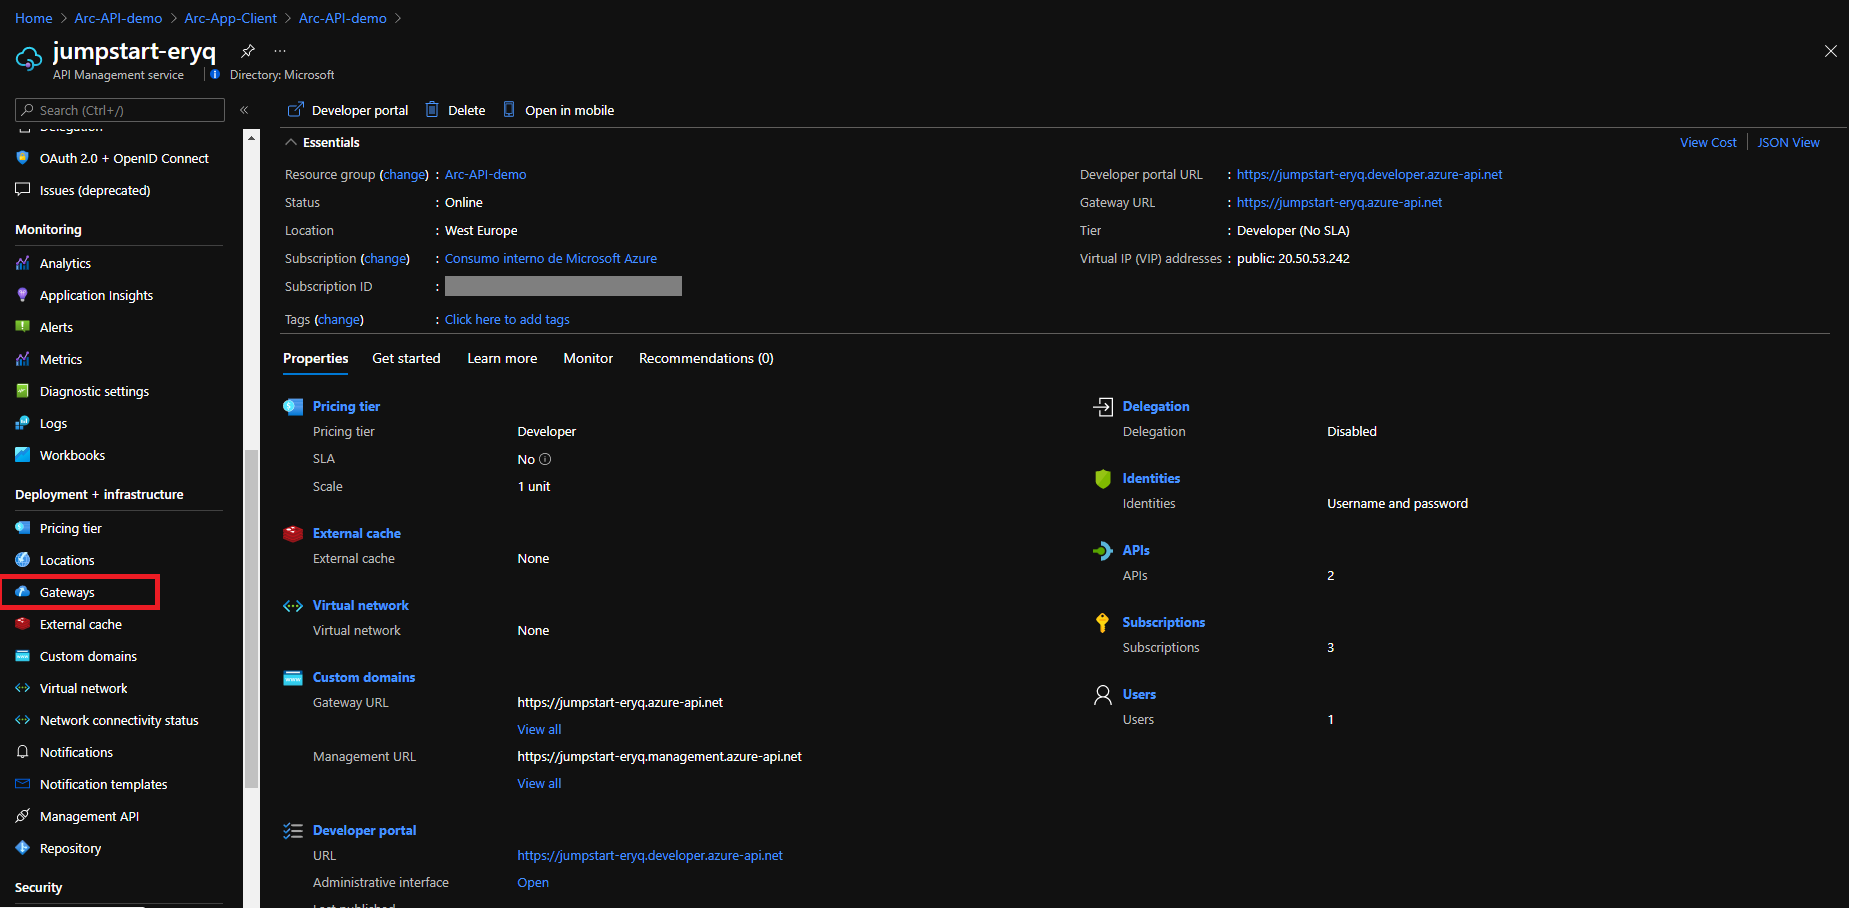 Home > Arc-API-demo > Arc-App-Client > Arc-API-demo >
jumpstart-eryq ...
API Management service | Directory: Microsoft
Search (Ctrl+/) «
Delegation
OAuth 2.0 + OpenID Connect
Issues (deprecated)
Monitoring
Analytics
Application Insights
Alerts
Metrics
Diagnostic settings
Logs
Workbooks
Deployment + infrastructure
Pricing tier
Locations
Gateways
External cache
Custom domains
Virtual network
Network connectivity status
Notifications
Notification templates
Management API
Repository
Security
Developer portal Delete Open in mobile
Essentials
View Cost | JSON View
Resource group (change) : Arc-API-demo
Status : Online
Location : West Europe
Subscription (change) : Consumo interno de Microsoft Azure
Subscription ID :
Tags (change) : Click here to add tags
Developer portal URL : https://jumpstart-eryq.developer.azure-api.net
Gateway URL : https://jumpstart-eryq.azure-api.net
Tier : Developer (No SLA)
Virtual IP (VIP) addresses : public: 20.50.53.242
Properties Get started Learn more Monitor Recommendations (0)
Pricing tier
Pricing tier Developer
SLA No
Scale 1 unit
External cache
External cache None
Virtual network
Virtual network None
Custom domains
Gateway URL https://jumpstart-eryq.azure-api.net
View all
Management URL https://jumpstart-eryq.management.azure-api.net
View all
Developer portal
URL https://jumpstart-eryq.developer.azure-api.net
Administrative interface Open
Last published
Delegation
Delegation Disabled
Identities
Identities Username and password
APIs
APIs 2
Subscriptions
Subscriptions 3
Users
Users 1